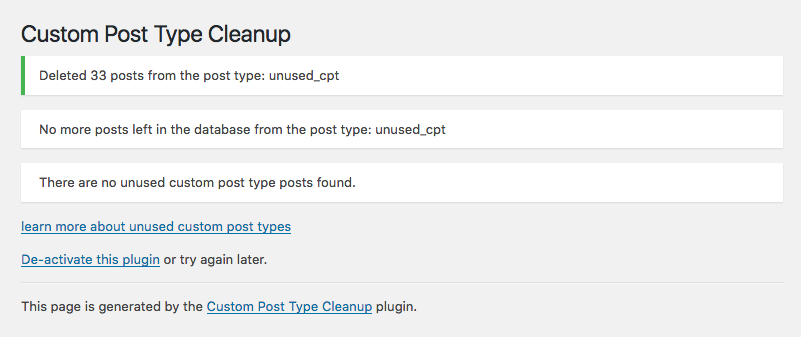 Custom Post Type Cleanup
Deleted 33 posts from the post type: unused_cpt
No more posts left in the database from the post type: unused_cpt
There are no unused custom post type posts found.
learn more about unused custom post types
De-activate this plugin or try again later.
This page is generated by the Custom Post Type Cleanup plugin.